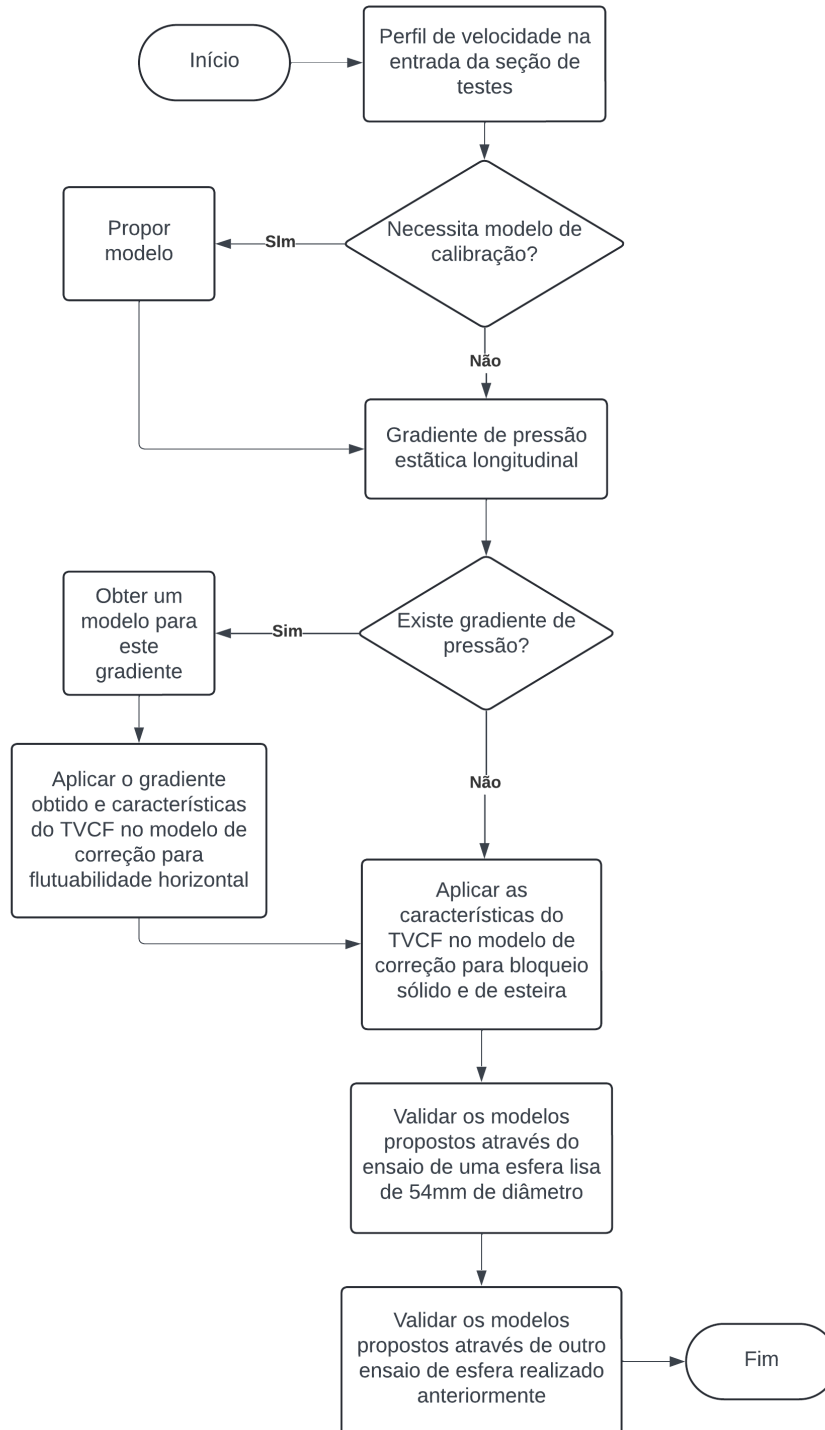 Início
Perfil de velocidade na
entrada da seção de
testes
Necessita modelo de
calibração?
SIm
Propor
modelo
Não
Gradiente de pressão
estãtica longitudinal
Existe gradiente de
pressão?
Sim
Obter um
modelo para
este
gradiente
Aplicar o gradiente
obtido e características
do TVCF no modelo de
correção para
flutuabilidade horizontal
Não
Aplicar as
características do
TVCF no modelo de
correção para bloqueio
sólido e de esteira
Validar os modelos
propostos através do
ensaio de uma esfera lisa
de 54mm de diâmetro
Validar os modelos
propostos através de outro
ensaio de esfera realizado
anteriormente
Fim